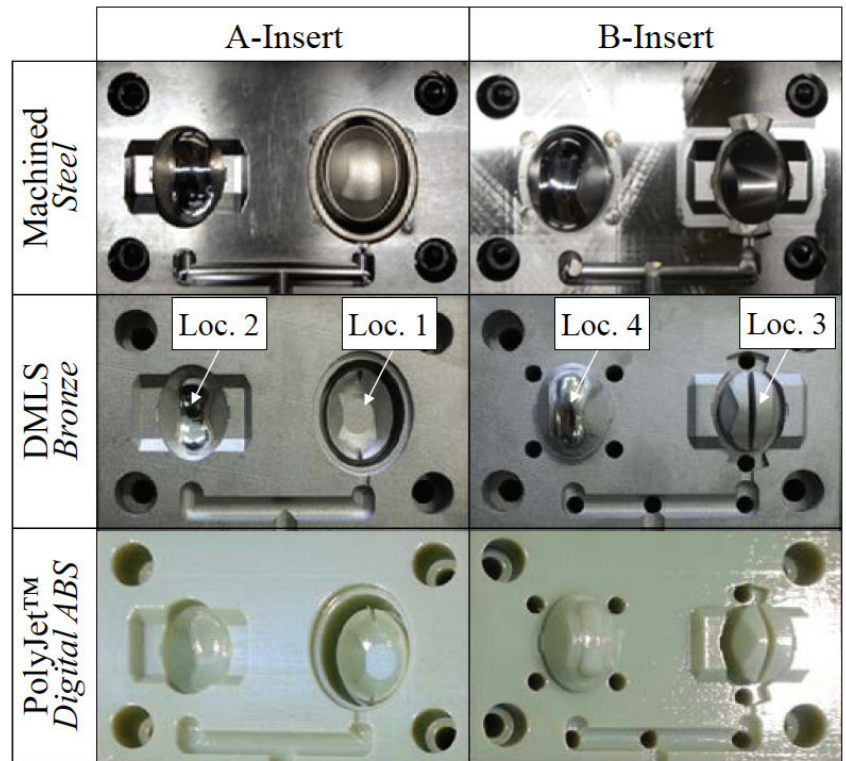 A-Insert
B-Insert
Machined
Steel
DMLS
Bronze
Loc. 2
Loc. 1
Loc. 4
Loc. 3
PolyJet™
Digital ABS